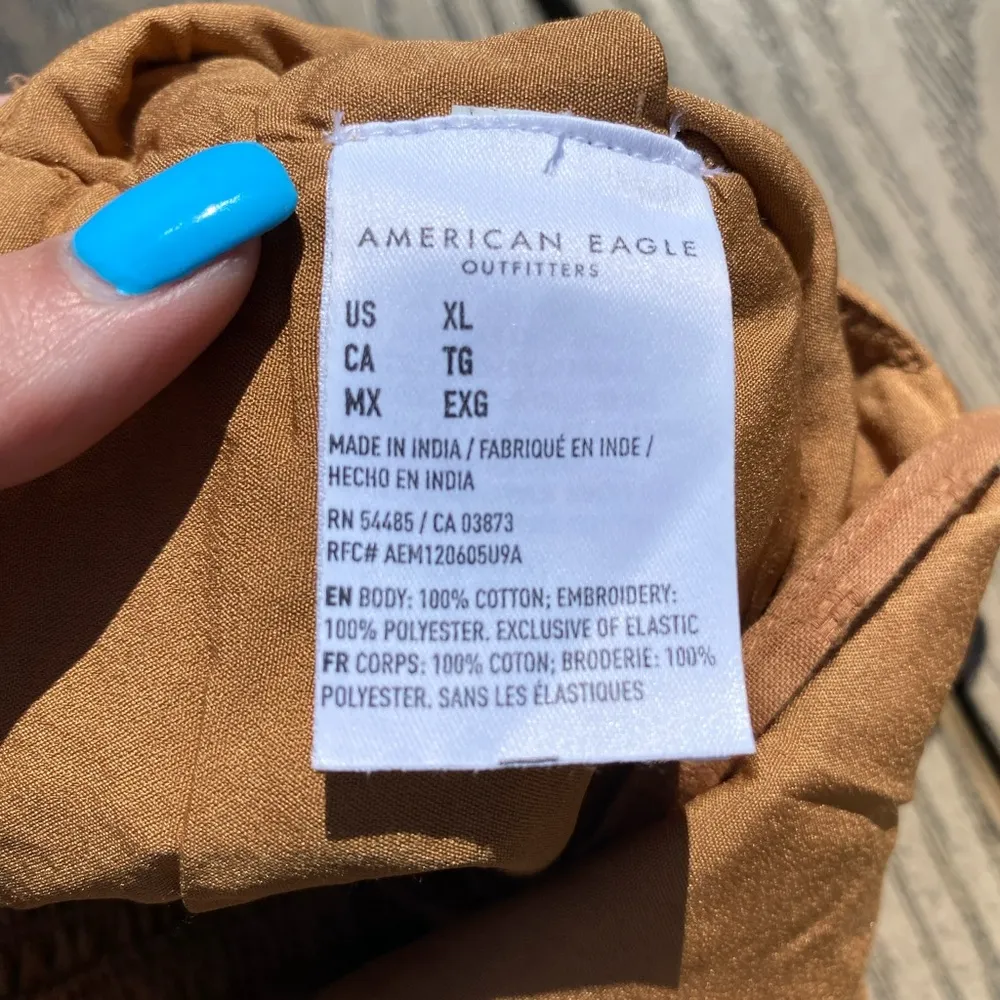 AMERICAN EAGLE
OUTFITTERS
US XL
CA TG
MX EXG
MADE IN INDIA / FABRIQUÉ EN INDE /
HECHO EN INDIA
RN 54485 / CA 03873
RFC# AEM120605U9A
EN BODY: 100% COTTON; EMBROIDERY:
100% POLYESTER. EXCLUSIVE OF ELASTIC
FR CORPS: 100% COTON; BRODERIE: 100%
POLYESTER. SANS LES ÉLASTIQUES